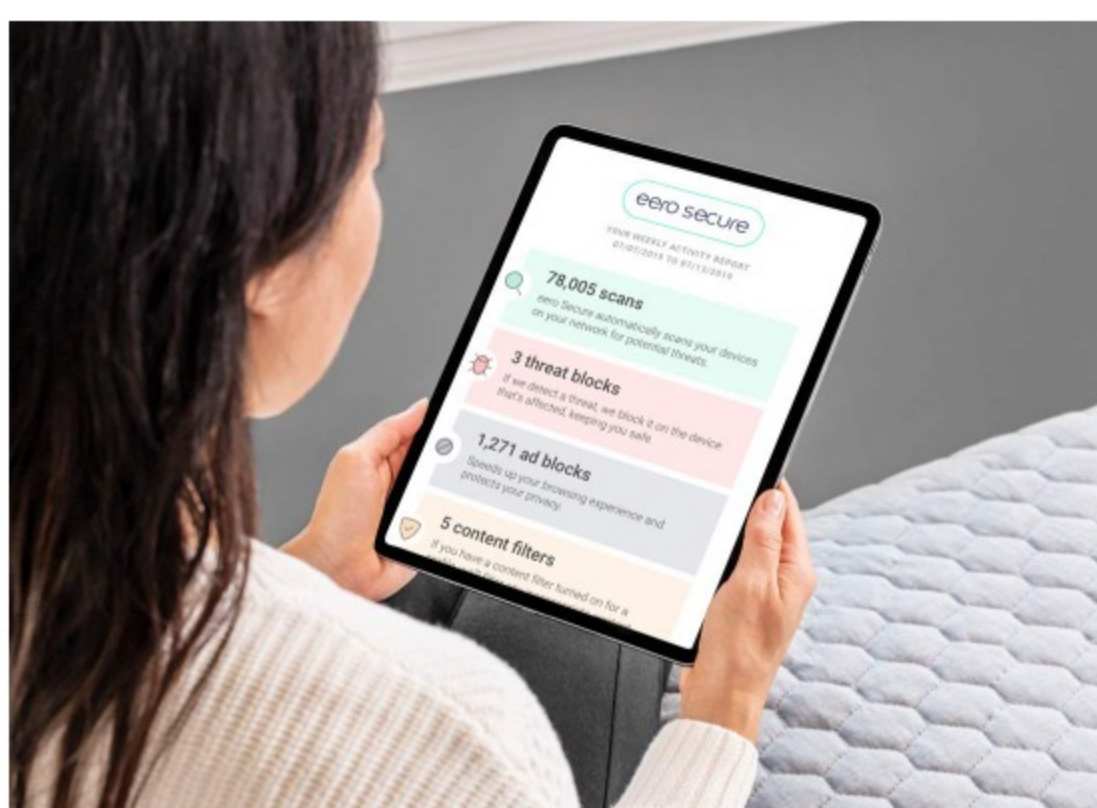 eero secure
YOUR WEEKLY ACTIVITY REPORT
07/07/2019 TO 07/13/2019
78,005 scans
eero Secure automatically scans your devices
on your network for potential threats.
3 threat blocks
If we detect a threat, we block it on the device
that's affected, keeping you safe.
1,271 ad blocks
Speeds up your browsing experience and
protects your privacy.
5 content filters
If you have a content filter turned on for a